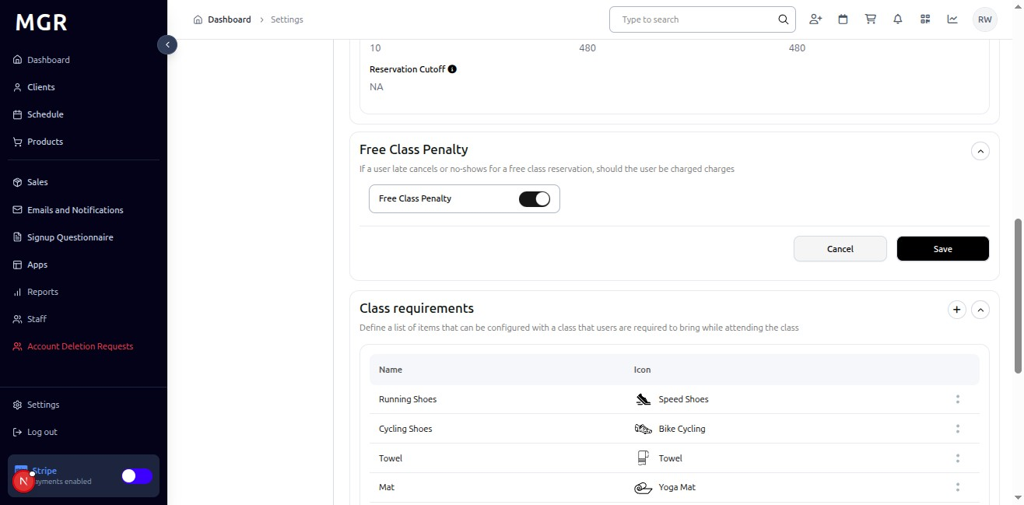 MGR
Dashboard
Clients
Schedule
Products
Sales
Emails and Notifications
Signup Questionnaire
Apps
Reports
Staff
Account Deletion Requests
Settings
Log out
Stripe
ayments enabled
N
Dashboard > Settings
Type to search
RW
10 480 480
Reservation Cutoff
NA
Free Class Penalty
If a user late cancels or no-shows for a free class reservation, should the user be charged charges
Free Class Penalty
Cancel Save
Class requirements
Define a list of items that can be configured with a class that users are required to bring while attending the class
Name Icon
Running Shoes Speed Shoes
Cycling Shoes Bike Cycling
Towel Towel
Mat Yoga Mat